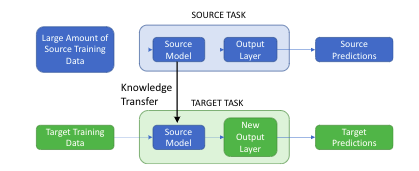 SOURCE TASK
Large Amount of
Source Training
Data
Source
Model
Output
Layer
Source
Predictions
Knowledge
Transfer
TARGET TASK
Target Training
Data
Source
Model
New
Output
Layer
Target
Predictions